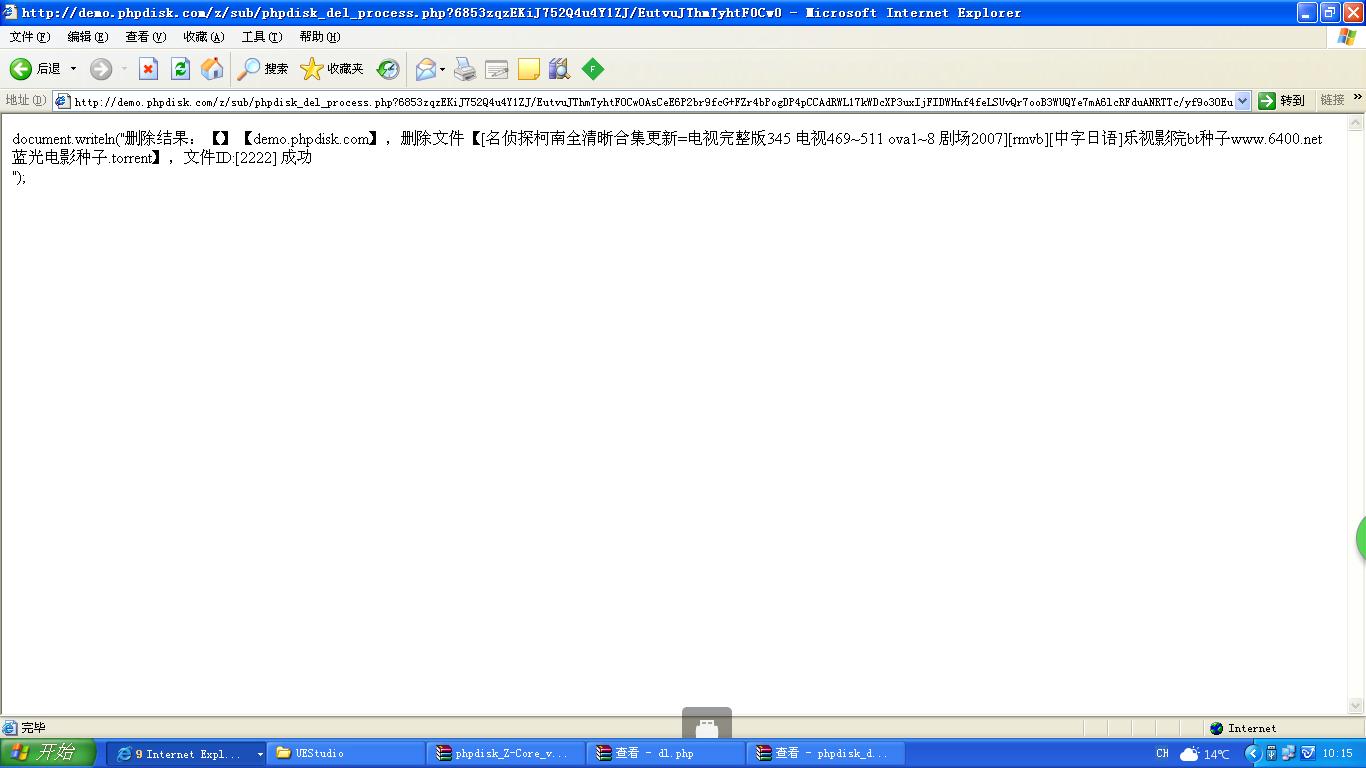 http://demo.phpdisk.com/z/sub/phpdisk_del_process.php?6853zqzEKiJ752Q4u4Y1ZJ/EutvuJThmTyhtFOCw0 - Microsoft Internet Explorer
文件(F) 编辑(E) 查看(V) 收藏(A) 工具(T) 帮助(H)
后退 搜索 收藏夹 F
地址(D) http://demo.phpdisk.com/z/sub/phpdisk_del_process.php?6853zqzEKiJ752Q4u4Y1ZJ/EutvuJThmTyhtFOCwOAsCeE6P2br9fcG+FZr4bPogDP4pCCAdRWL17kWDcXP3uxIjFIDWHnf4feLSUvQr7ooB3WUQYe7mA6lcRFduANRTTc/yf9o3OEu 转到 链接 »
document.writeln("删除结果：【】【demo.phpdisk.com】，删除文件【[名侦探柯南全清晰合集更新=电视完整版345 电视469~511 ova1~8 剧场2007][rmvb][中字日语]乐视影院bt种子www.6400.net
蓝光电影种子.torrent】，文件ID:[2222] 成功
");
完毕 Internet
开始 9 Internet Expl... UEStudio phpdisk_Z-Core_v... 查看 - dl.php 查看 - phpdisk_d... CH 14℃ 10:15